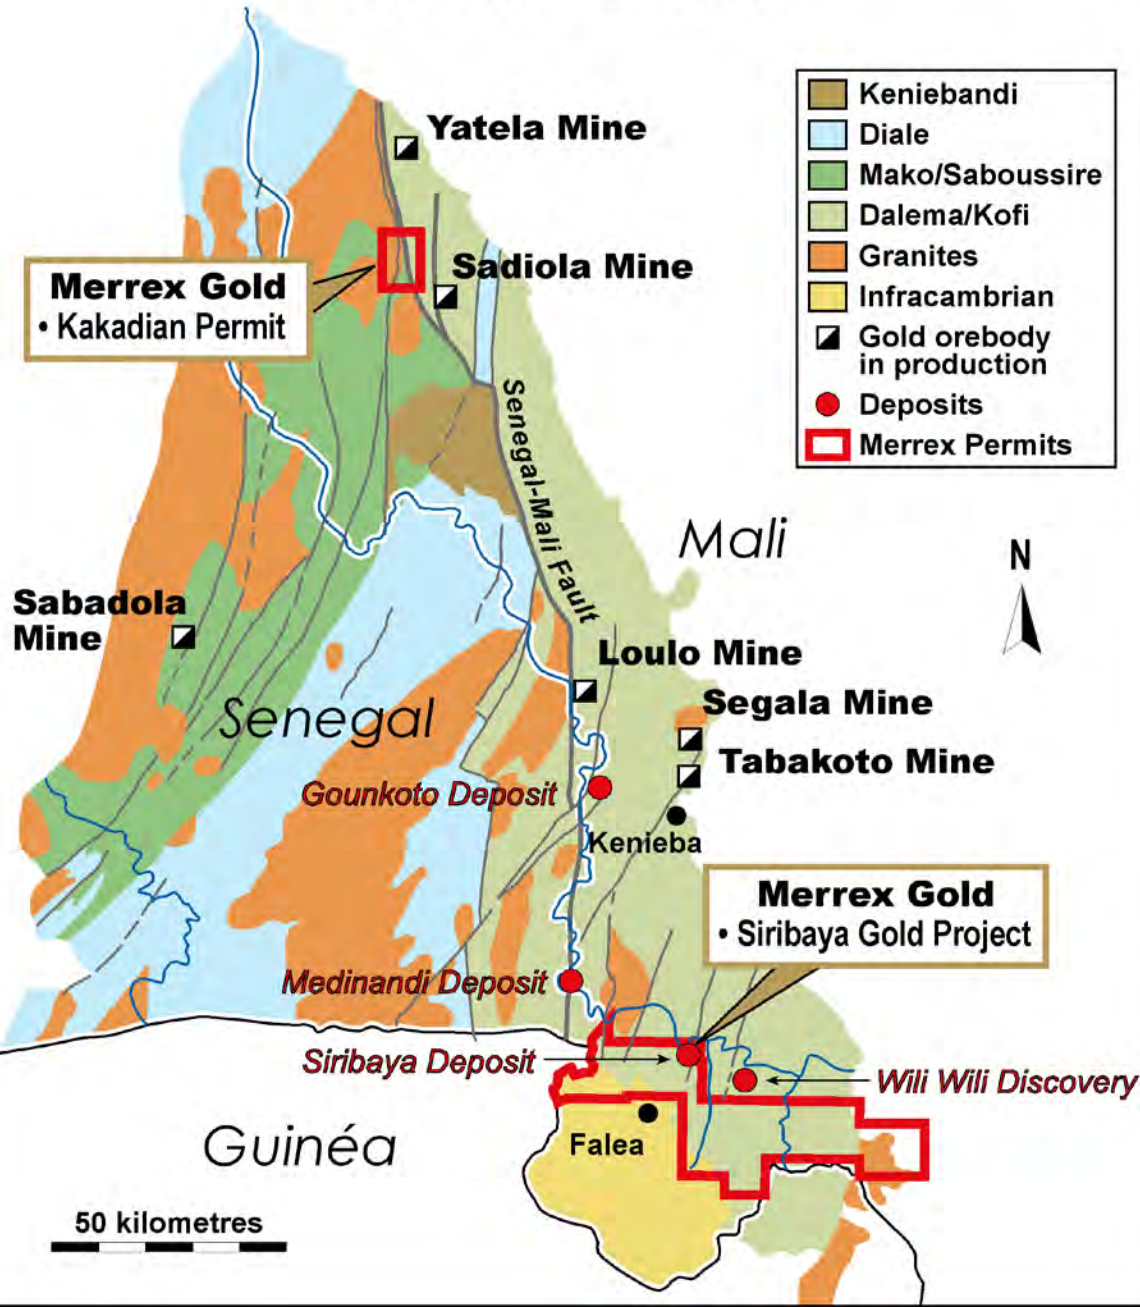 Yatela Mine
Keniebandi
Diale
Mako/Saboussire
Dalema/Kofi
Granites
Infracambrian
Gold orebody
in production
Deposits
Merrex Permits
Merrex Gold
• Kakadian Permit
Sadiola Mine
Senegal-Mali Fault
Mali
N
Sabadola
Mine
Senegal
Loulo Mine
Segala Mine
Tabakoto Mine
Gounkoto Deposit
Kenieba
Merrex Gold
• Siribaya Gold Project
Medinandi Deposit
Siribaya Deposit
Wili Wili Discovery
Guinéa
Falea
50 kilometres